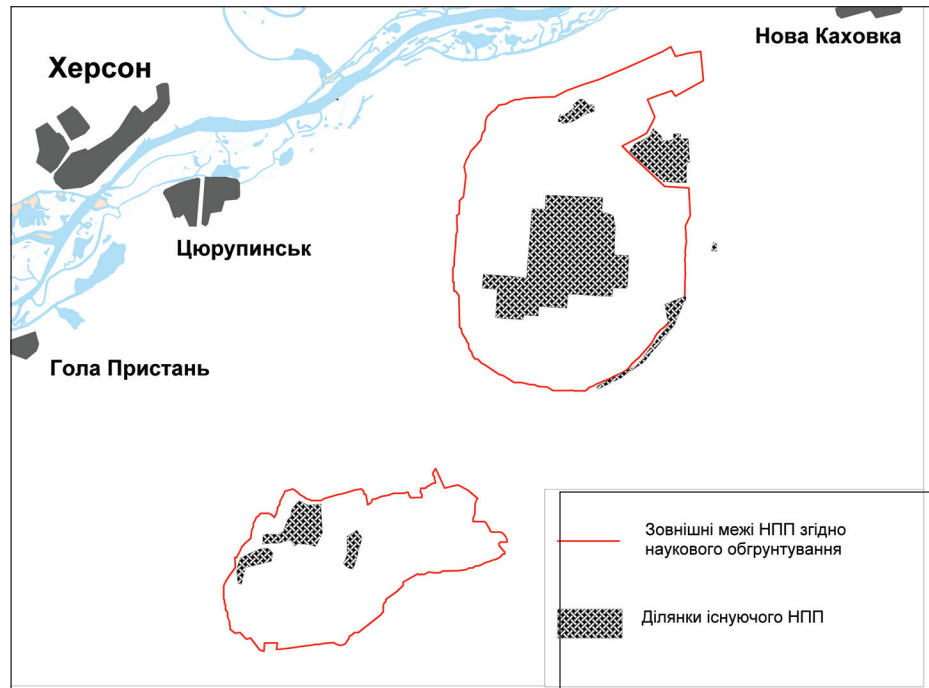 Нова Каховка
Херсон
Цюрупинськ
Гола Пристань
Зовнішні межі НПП згідно
наукового обгрунтування
Ділянки існуючого НПП